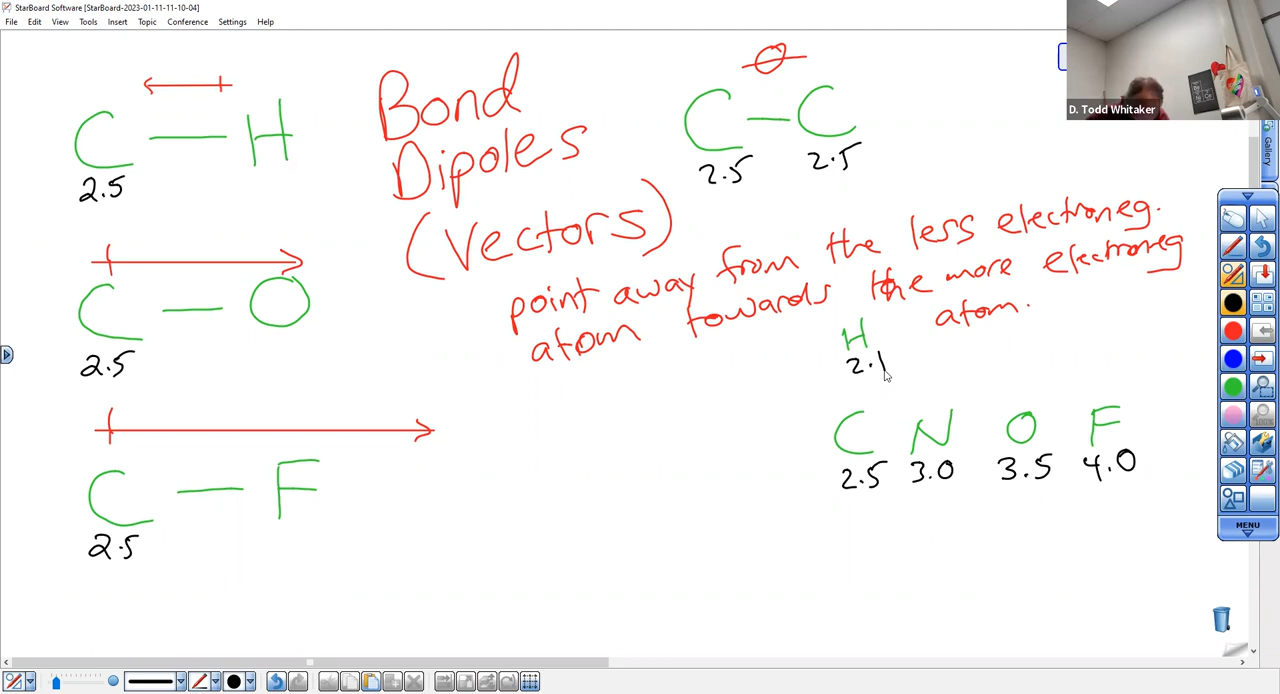 StarBoard Software [StarBoard-2023-01-11-11-10-04]
File Edit View Tools Insert Topic Conference Settings Help
D. Todd Whitaker
Gallery
C — H
2.5
Bond
Dipoles
(Vectors)
C - C
2.5 2.5
point away from the less electroneg.
atom towards the more electroneg
atom.
C — O
2.5
C — F
2.5
H
2.1
C N O F
2.5 3.0 3.5 4.0
MENU